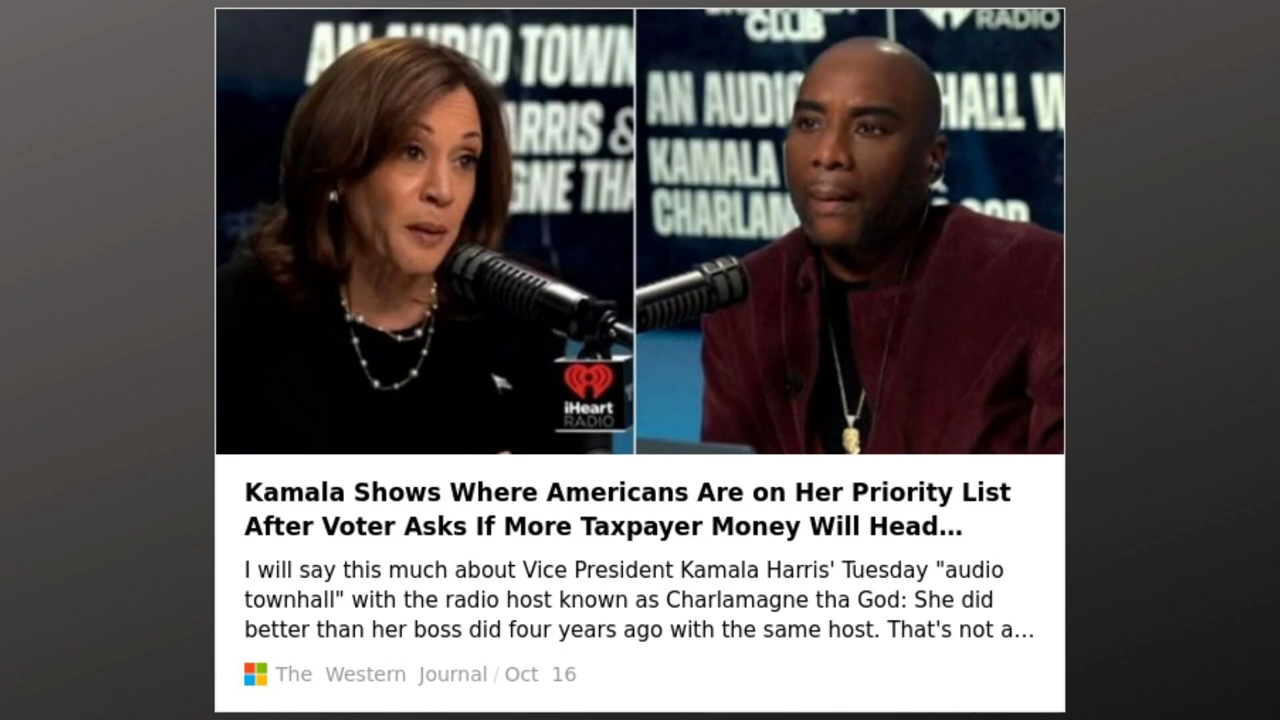 AN AUDIO TOWN
ARRIS &
GNE THA
iHeart
RADIO
CLUB
RADIO
AN AUDIO HALL W
KAMALA
CHARLAM GOD
Kamala Shows Where Americans Are on Her Priority List
After Voter Asks If More Taxpayer Money Will Head...
I will say this much about Vice President Kamala Harris' Tuesday "audio
townhall" with the radio host known as Charlamagne tha God: She did
better than her boss did four years ago with the same host. That's not a...
The Western Journal / Oct 16